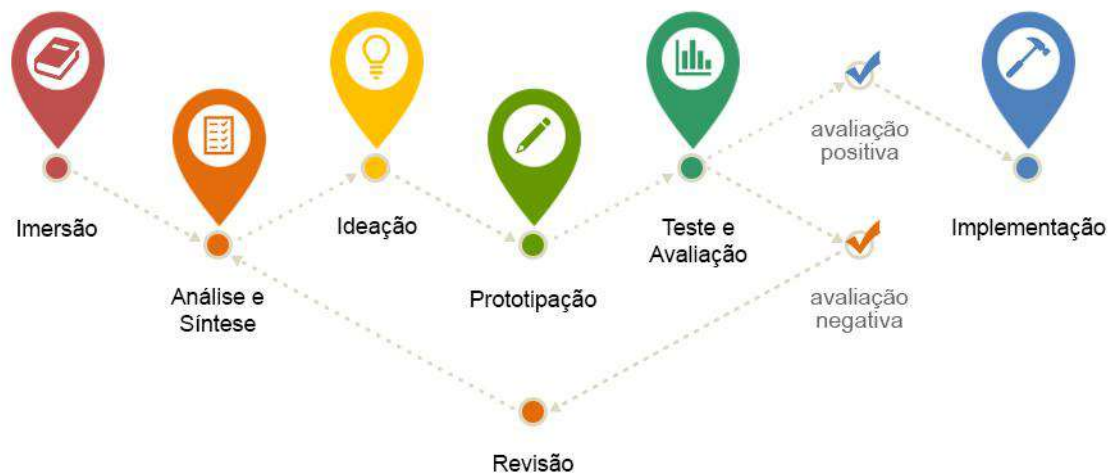 Imersão
Análise e
Síntese
Ideação
Prototipação
Teste e
Avaliação
avaliação
positiva
avaliação
negativa
Implementação
Revisão